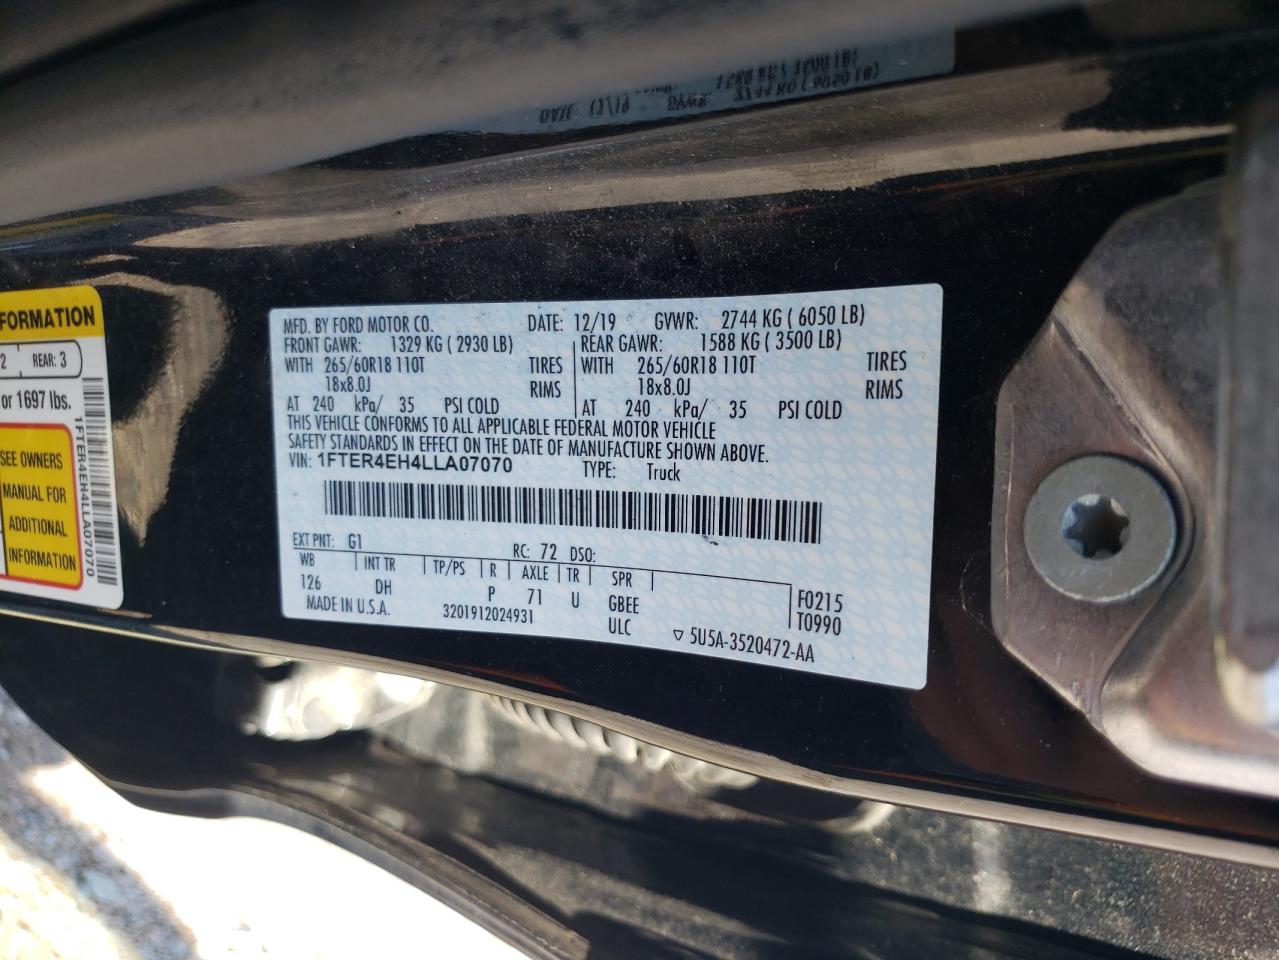 FORMATION
2 REAR: 3
or 1697 lbs.
SEE OWNERS
MANUAL FOR
ADDITIONAL
INFORMATION
1FTER4EH4LLA07070
MFD. BY FORD MOTOR CO. DATE: 12/19 GVWR: 2744 KG ( 6050 LB)
FRONT GAWR: 1329 KG ( 2930 LB) REAR GAWR: 1588 KG ( 3500 LB)
WITH 265/60R18 110T TIRES WITH 265/60R18 110T TIRES
18x8.0J RIMS 18x8.0J RIMS
AT 240 kPa/ 35 PSI COLD AT 240 kPa/ 35 PSI COLD
THIS VEHICLE CONFORMS TO ALL APPLICABLE FEDERAL MOTOR VEHICLE
SAFETY STANDARDS IN EFFECT ON THE DATE OF MANUFACTURE SHOWN ABOVE.
VIN: 1FTER4EH4LLA07070 TYPE: Truck
EXT PNT: G1 RC: 72 DSO:
WB INT TR TP/PS R AXLE TR SPR
126 DH P 71 U GBEE F0215
MADE IN U.S.A. 3201912024931 ULC T0990
▽ 5U5A-3520472-AA